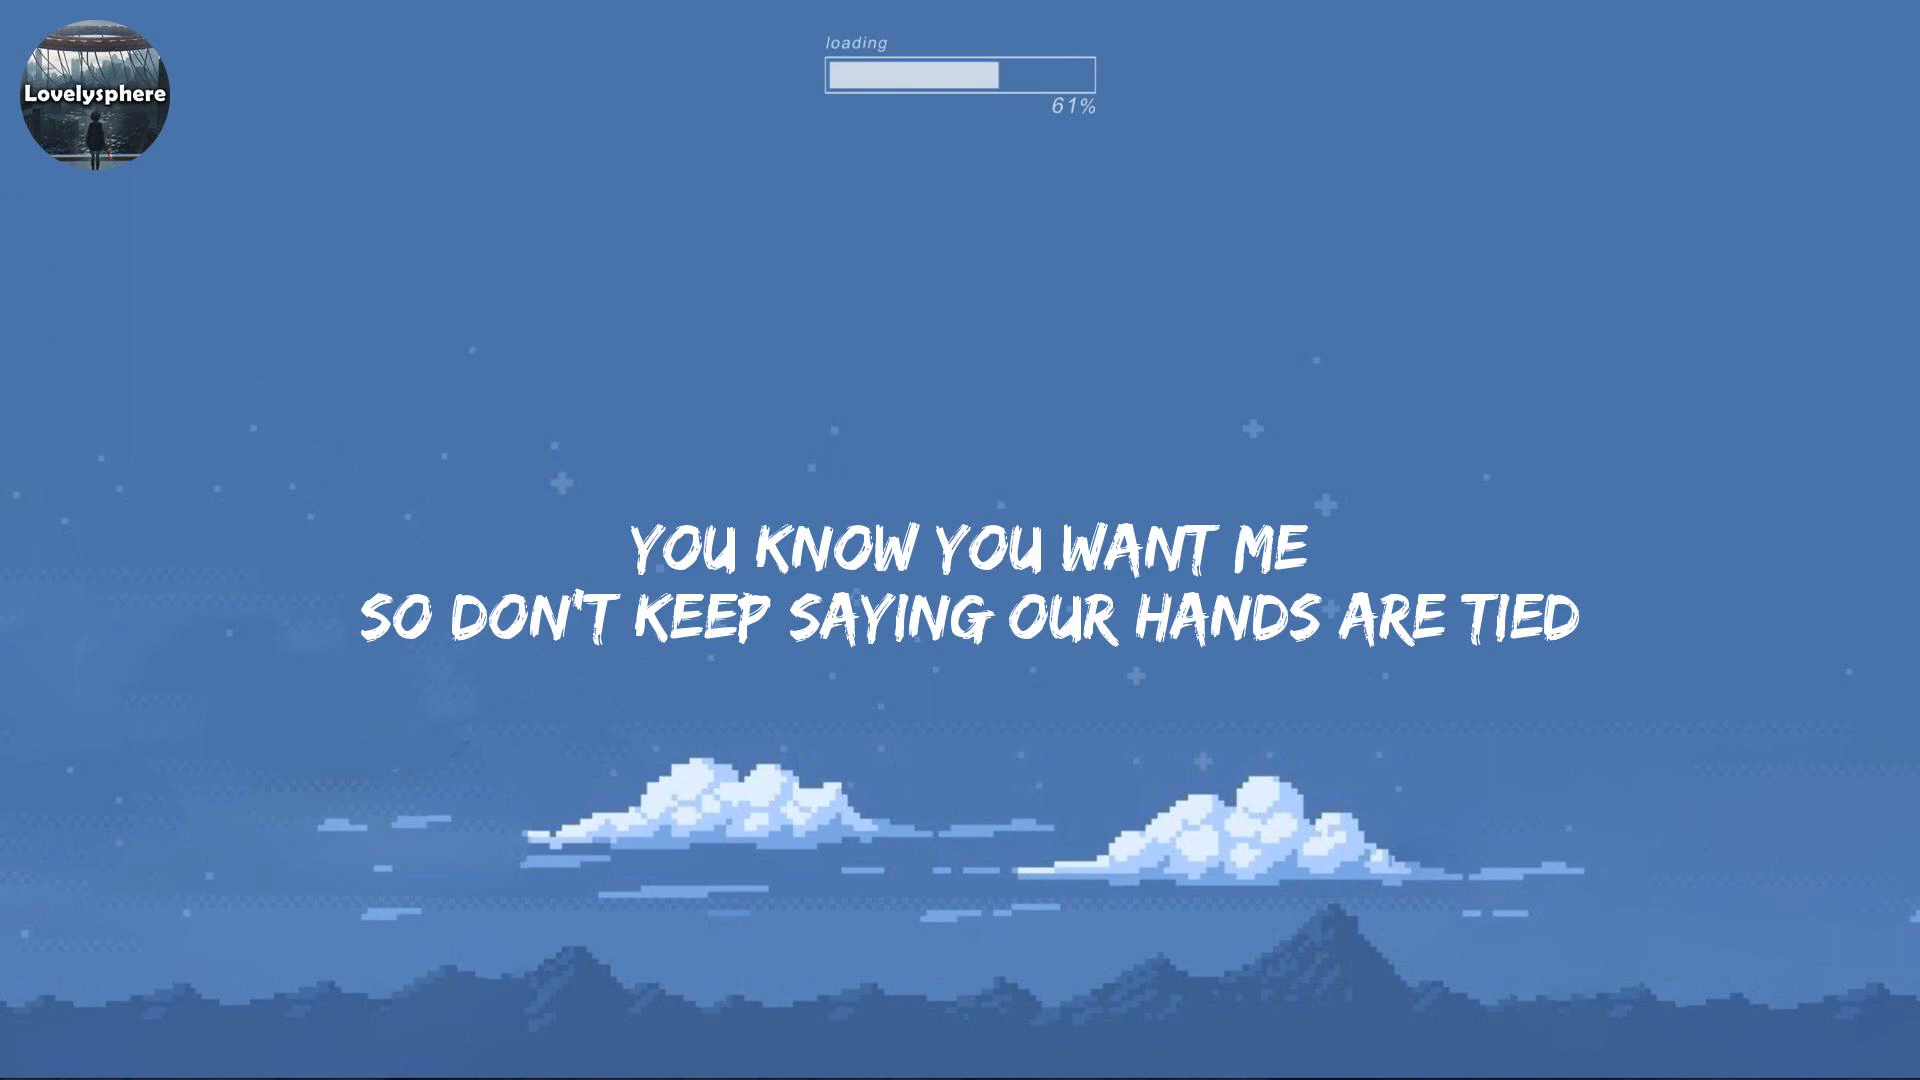 Lovelysphere
loading
61%
YOU KNOW YOU WANT ME
SO DON'T KEEP SAYING OUR HANDS ARE TIED